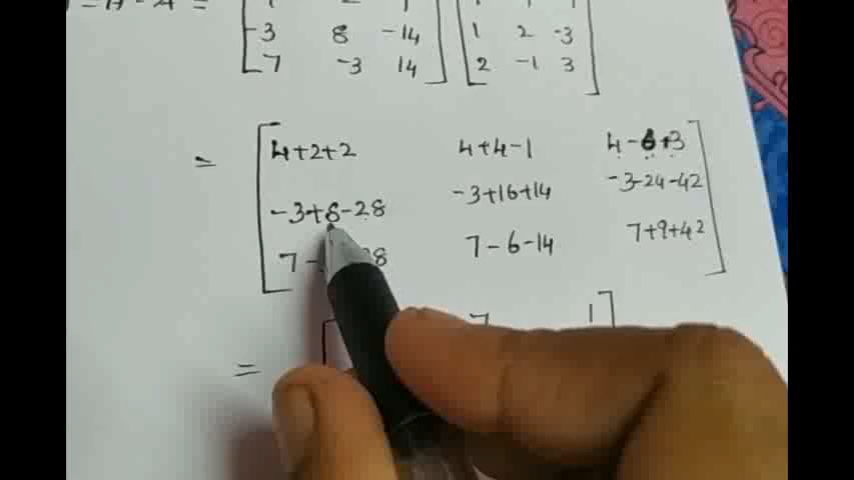 -3 8 -14 1 2 -3
7 -3 14 2 -1 3
= 4+2+2 4+4-1 4-6+3
-3+8-28 -3+16+14 -3-24-42
7- 28 7-6-14 7+9+42
= 7 1